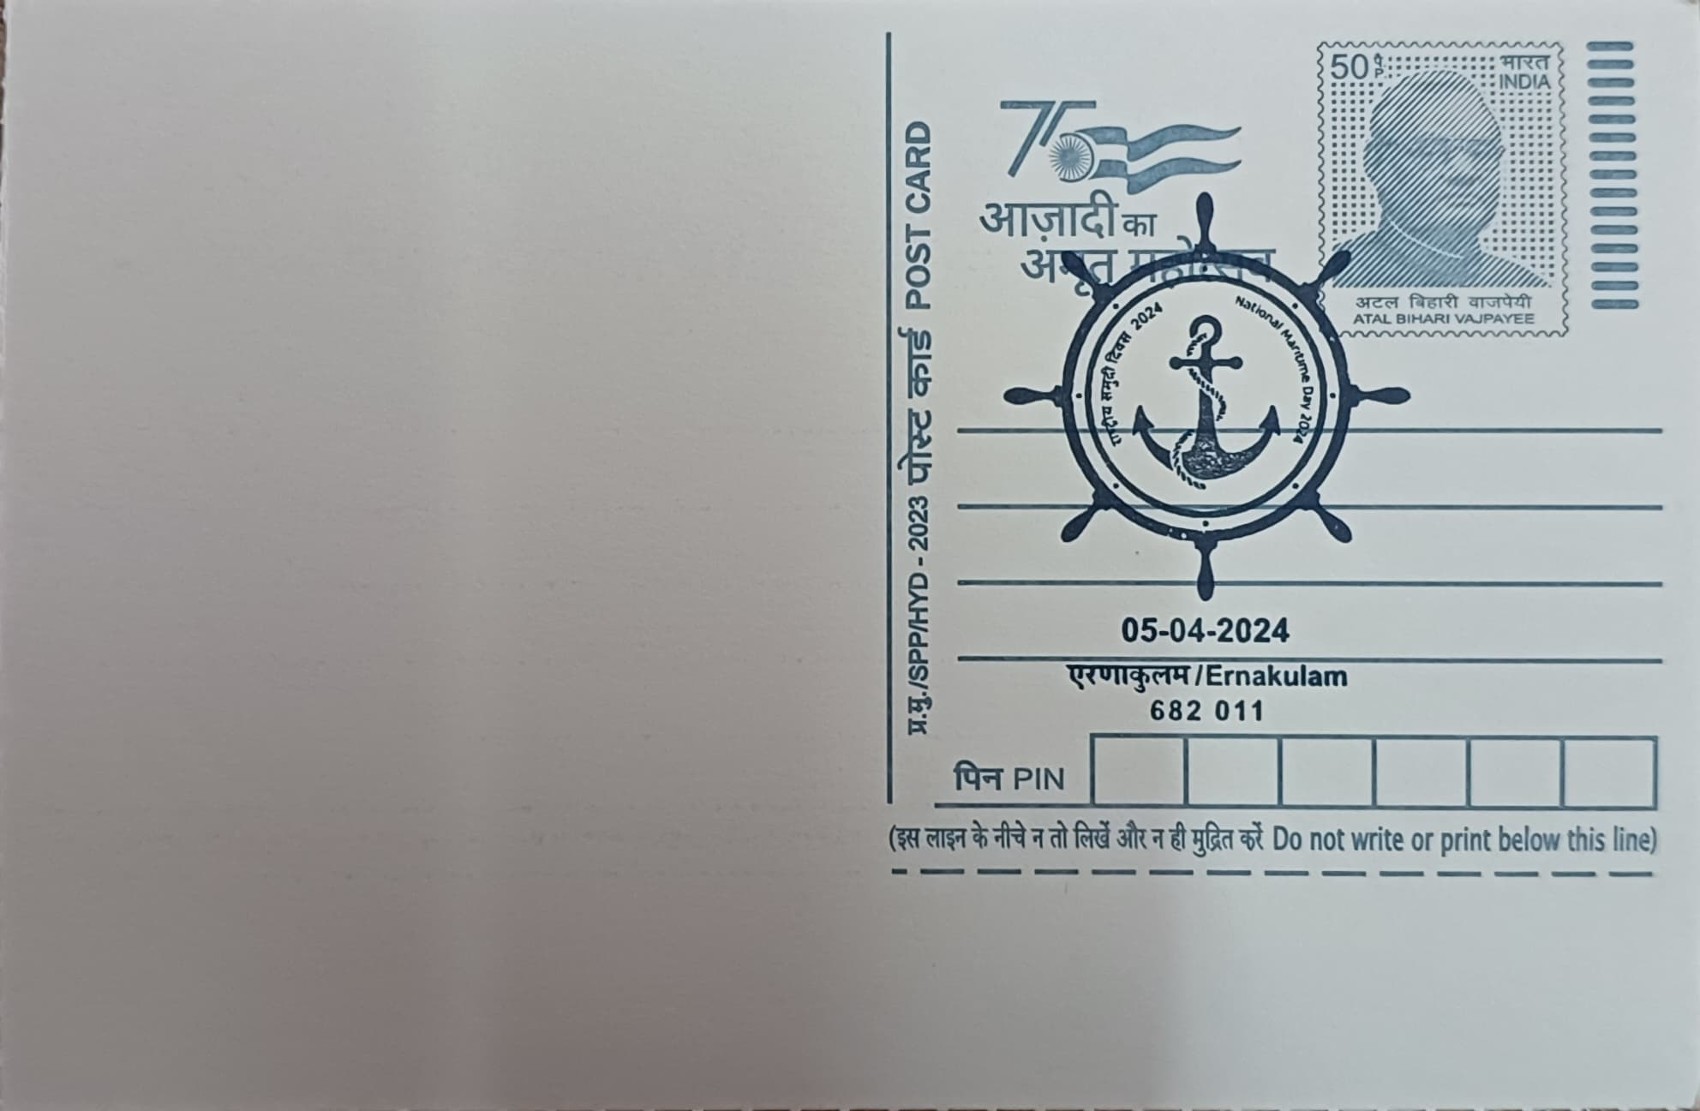 50 पै. P.
भारत
INDIA
75
आज़ादी का
अमृत महोत्सव
अटल बिहारी वाजपेयी
ATAL BIHARI VAJPAYEE
राष्ट्रीय समुद्री दिवस 2024
National Maritime Day 2024
प्र.मु./SPP/HYD - 2023 पोस्ट कार्ड POST CARD
05-04-2024
एरणाकुलम/Ernakulam
682 011
पिन PIN
(इस लाइन के नीचे न तो लिखें और न ही मुद्रित करें Do not write or print below this line)